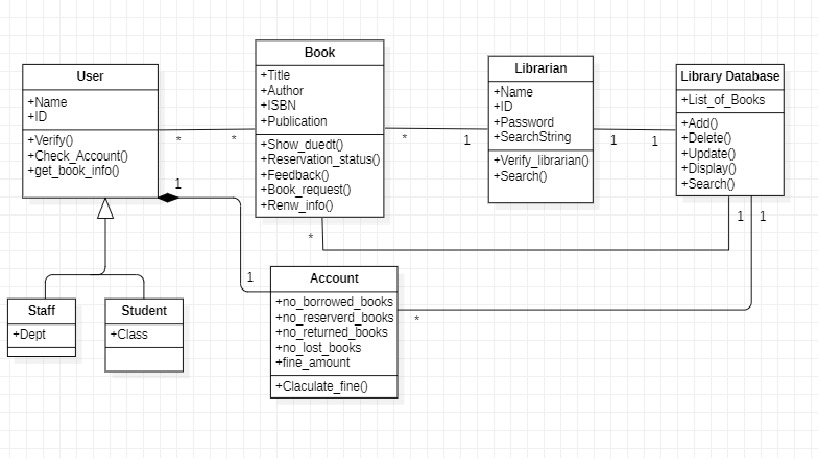 User
+Name
+ID
+Verify()
+Check_Account()
get_book_info()
Book
+Title
+Author
+ISBN
+Publication
+Show_duedt()
+Reservation_status()
+Feedback()
+Book_request()
+Renw_info()
Librarian
+Name
+ID
+Password
+SearchString
+Verify_librarian()
+Search()
Library Database
+List_of_Books
+Add()
+Delete()
+Update()
+Display()
+Search()
* * * 1 1 1
1
1 1
*
1
*
Staff
+Dept
Student
+Class
Account
+no_borrowed_books
+no_reserverd_books
+no_returned_books
+no_lost_books
+fine_amount
+Claculate_fine()